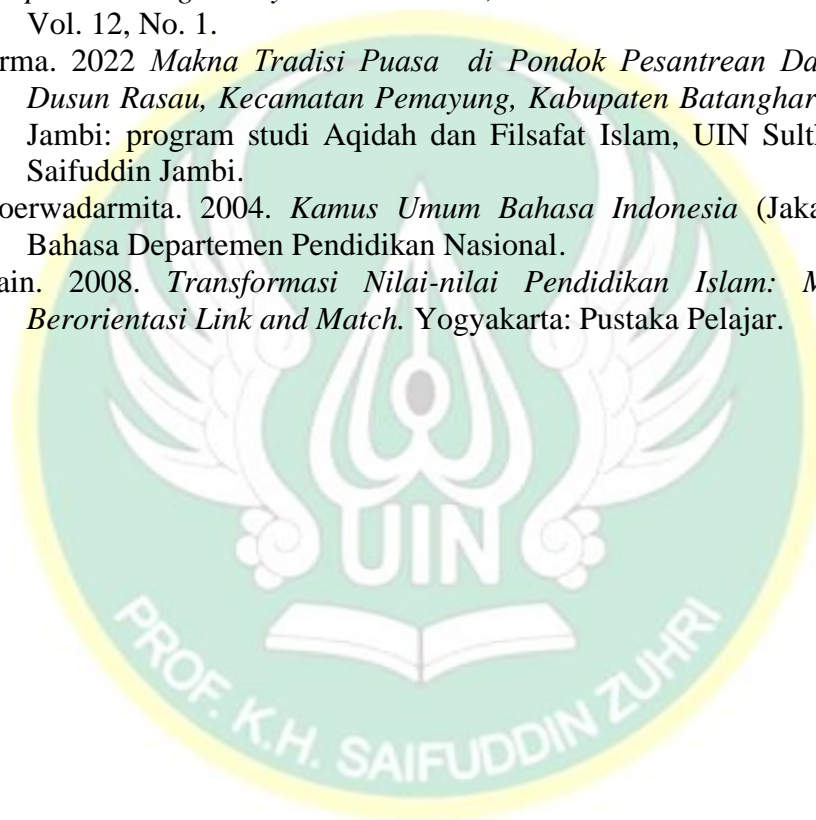 Vol. 12, No. 1.
rma. 2022 Makna Tradisi Puasa di Pondok Pesantrean Da
Dusun Rasau, Kecamatan Pemayung, Kabupaten Batanghar
Jambi: program studi Aqidah dan Filsafat Islam, UIN Sult
Saifuddin Jambi.
oerwadarmita. 2004. Kamus Umum Bahasa Indonesia (Jaka
Bahasa Departemen Pendidikan Nasional.
ain. 2008. Transformasi Nilai-nilai Pendidikan Islam: M
Berorientasi Link and Match. Yogyakarta: Pustaka Pelajar.
UIN
PROF. K.H. SAIFUDDIN ZUHRI